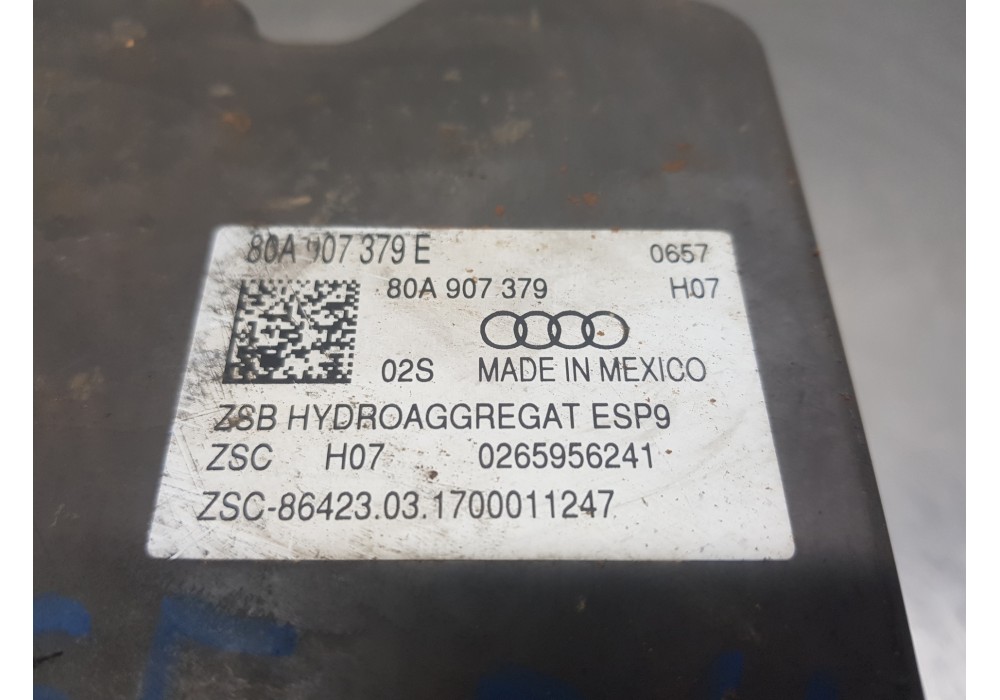 80A 907 379 E 0657
80A 907 379 H07
02S MADE IN MEXICO
ZSB HYDROAGGREGAT ESP9
ZSC H07 0265956241
ZSC-86423.03.1700011247